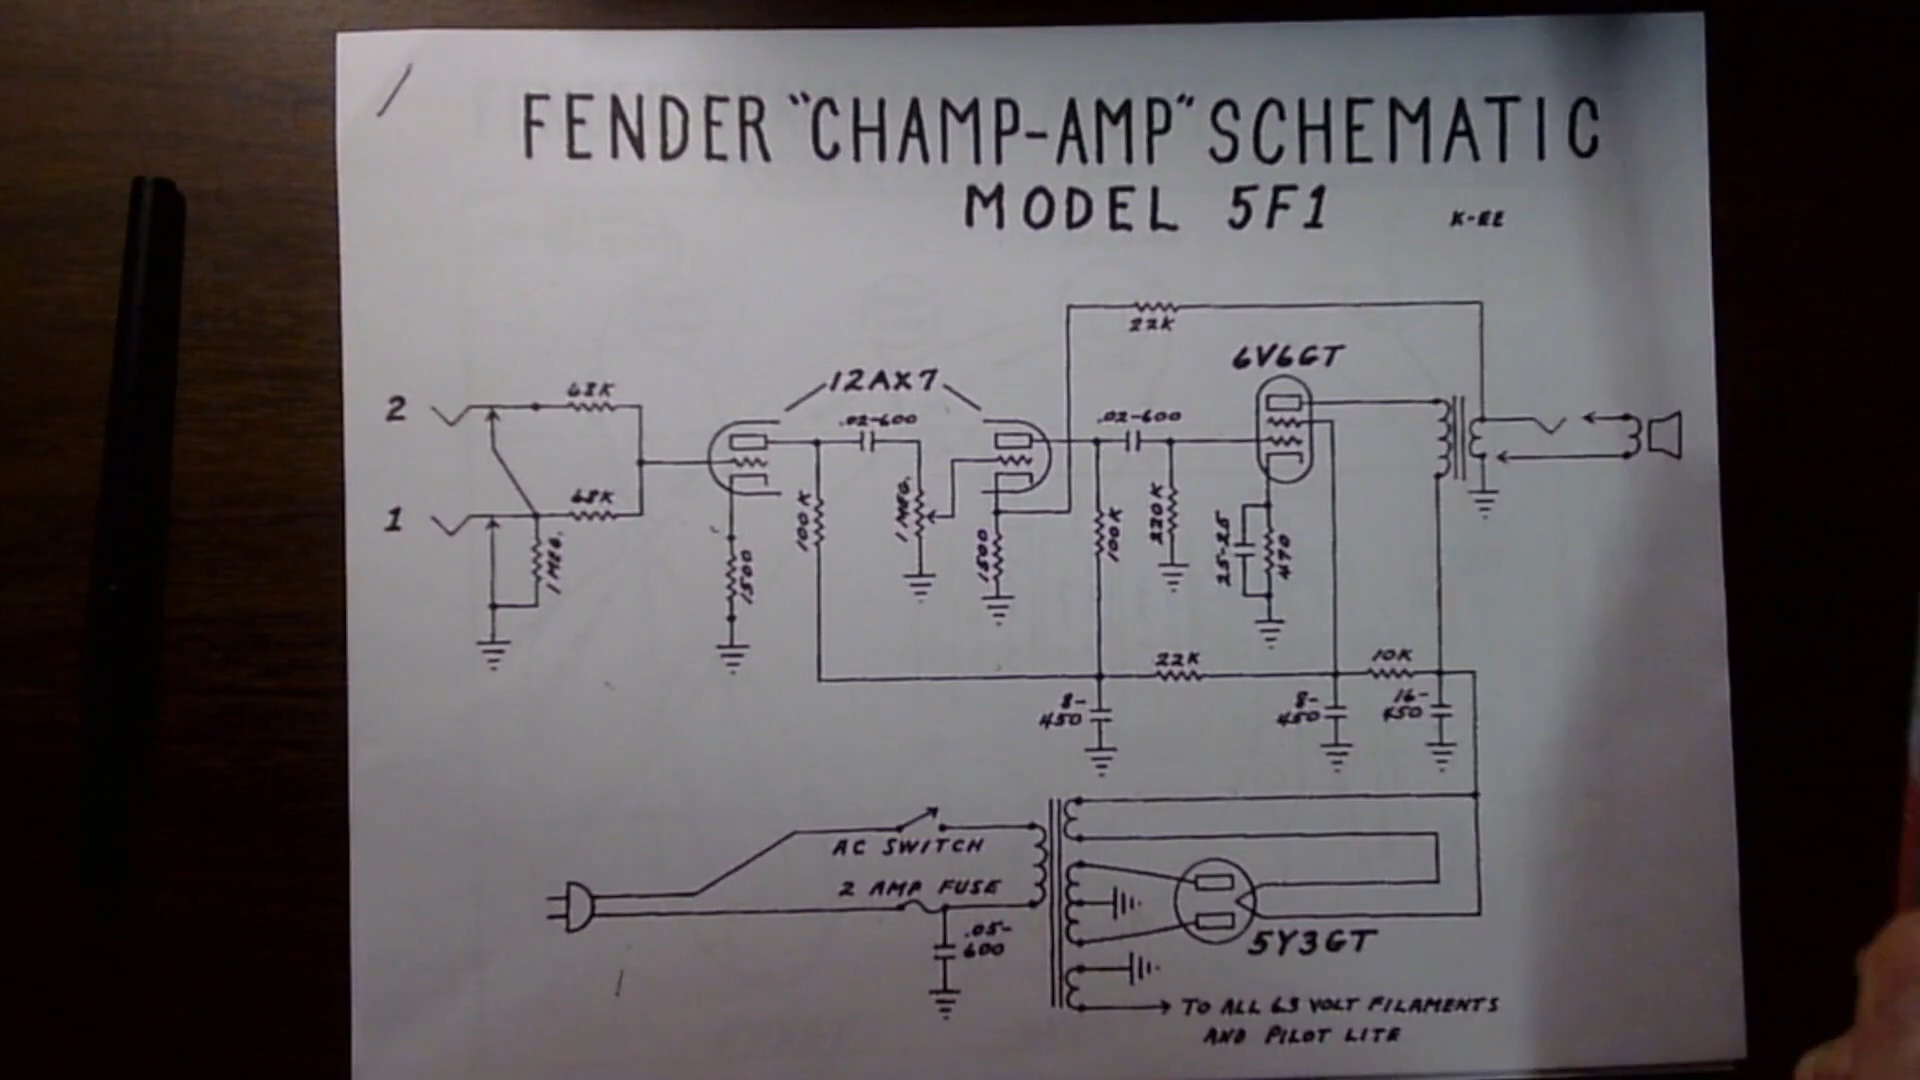 FENDER "CHAMP-AMP" SCHEMATIC
MODEL 5F1
K-EE
22K
6V6GT
12AX7
2
68K
.02-600
.02-600
1
68K
1 MEG.
1500
100K
1 MEG.
1500
100K
220K
25-25
470
22K
10K
8-
450
8-
450
16-
450
AC SWITCH
2 AMP FUSE
.05-
600
5Y3GT
TO ALL 6.3 VOLT FILAMENTS
AND PILOT LITE